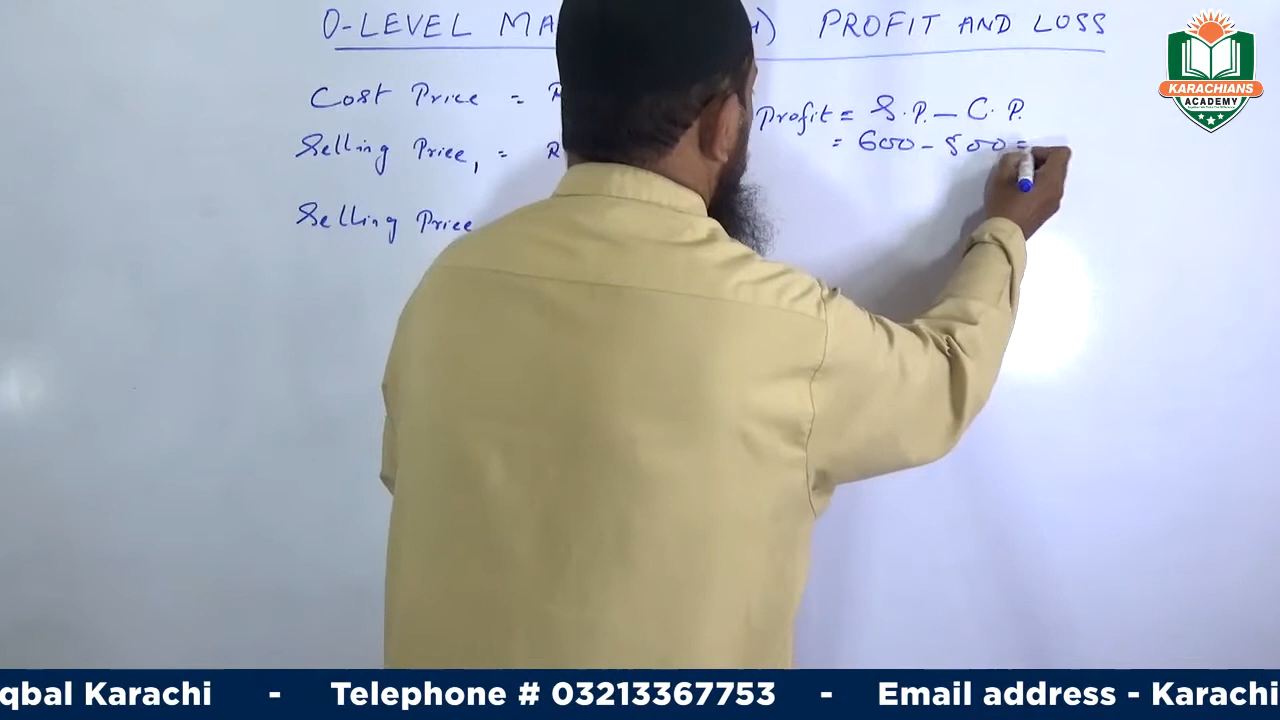 O-LEVEL MA ) PROFIT AND LOSS
Cost Price = R
Selling Price, = R
Selling Price
Profit = S.P. - C.P.
= 600 - 500 =
KARACHIANS
ACADEMY
qbal Karachi - Telephone # 03213367753 - Email address - Karachi